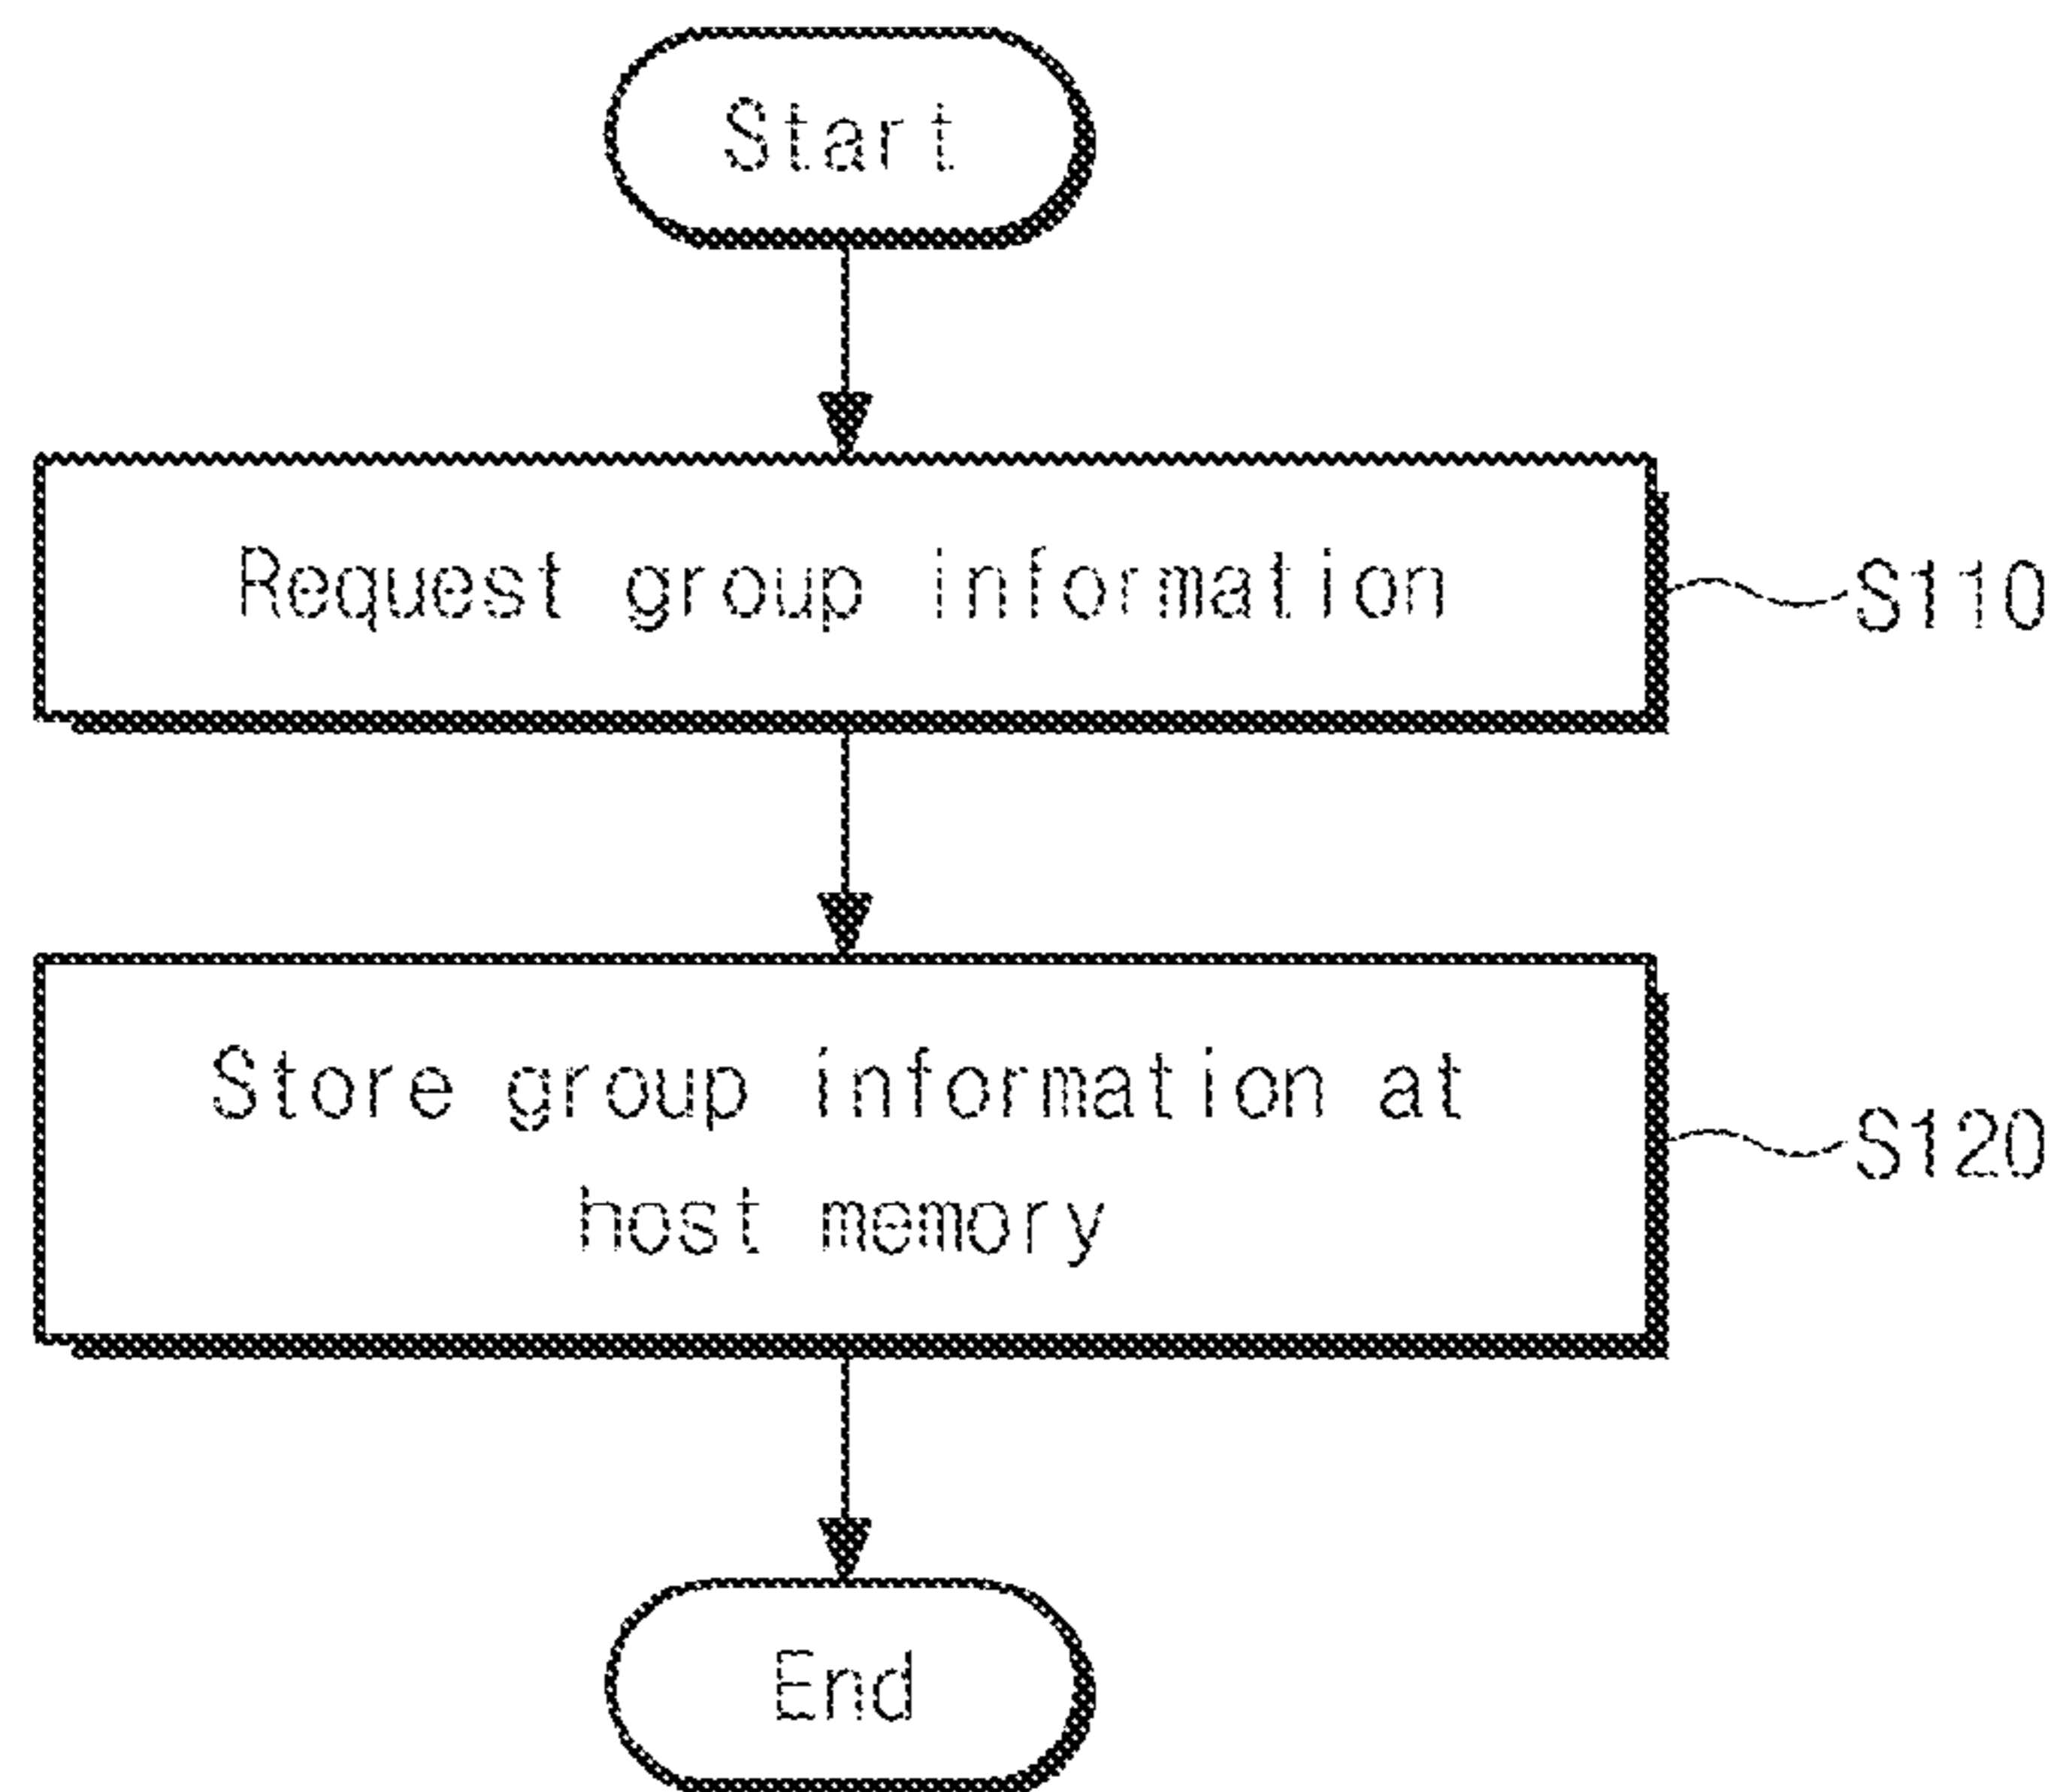 Start
Request group information
S110
Store group information at
host memory
S120
End